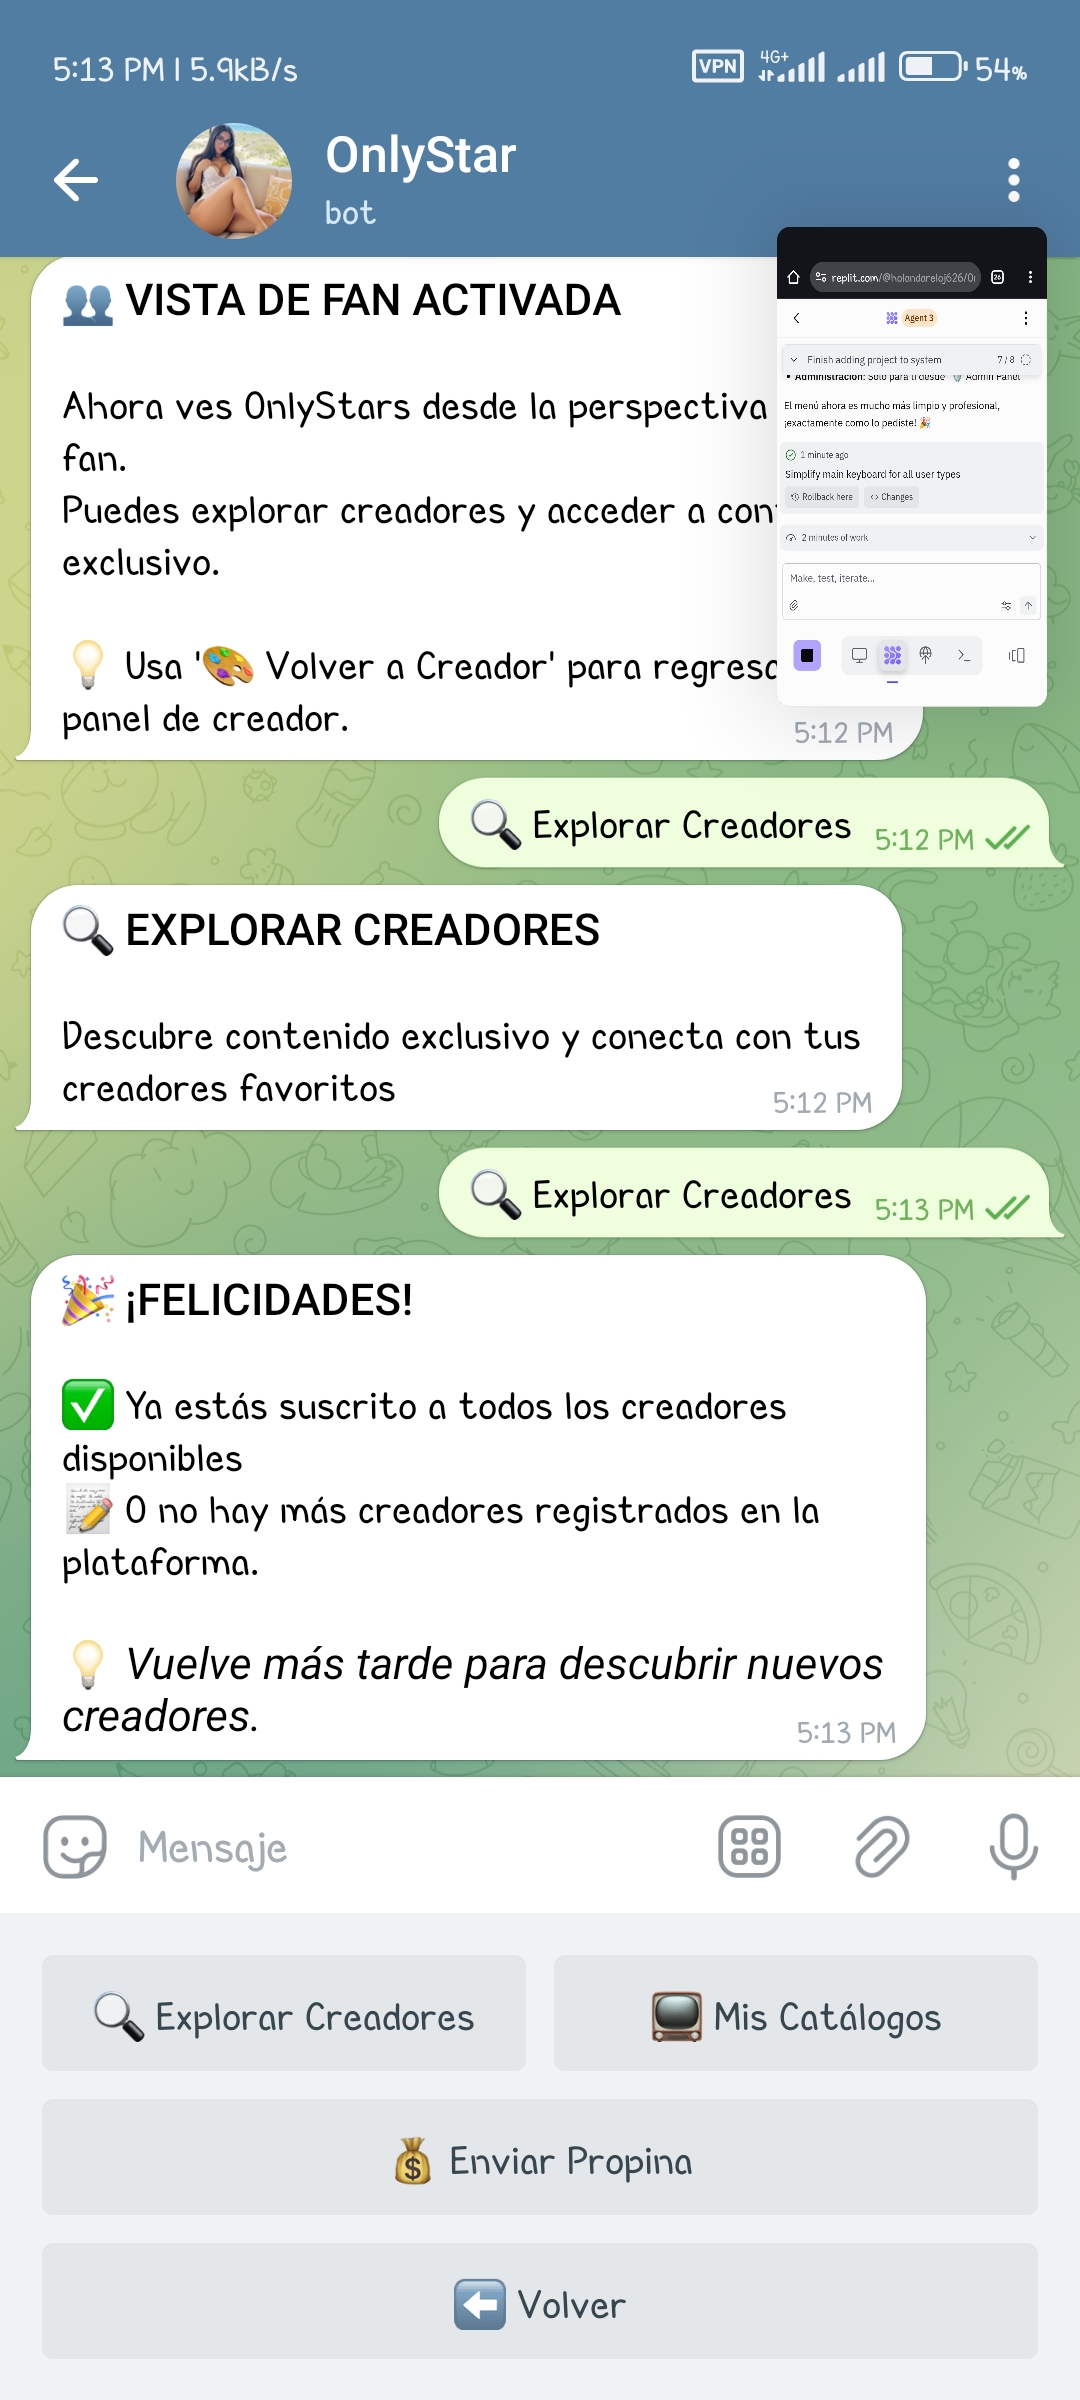 5:13 PM | 5.9kB/s
VPN
4G+
54%
OnlyStar
bot
👥 VISTA DE FAN ACTIVADA
Ahora ves OnlyStars desde la perspectiva
fan.
Puedes explorar creadores y acceder a con
exclusivo.
💡 Usa '🎨 Volver a Creador' para regresa
panel de creador.
5:12 PM
replit.com/@holandareloj626/
26
Agent 3
Finish adding project to system
7 / 8
• Administración: Solo para ti desde 🛡️ Admin Panel
El menú ahora es mucho más limpio y profesional,
¡exactamente como lo pediste! 🎉
1 minute ago
Simplify main keyboard for all user types
Rollback here
Changes
2 minutes of work
Make, test, iterate...
🔍 Explorar Creadores
5:12 PM
🔍 EXPLORAR CREADORES
Descubre contenido exclusivo y conecta con tus
creadores favoritos
5:12 PM
🔍 Explorar Creadores
5:13 PM
🎉 ¡FELICIDADES!
✅ Ya estás suscrito a todos los creadores
disponibles
📝 O no hay más creadores registrados en la
plataforma.
💡 Vuelve más tarde para descubrir nuevos
creadores.
5:13 PM
Mensaje
🔍 Explorar Creadores
📺 Mis Catálogos
💰 Enviar Propina
⬅️ Volver